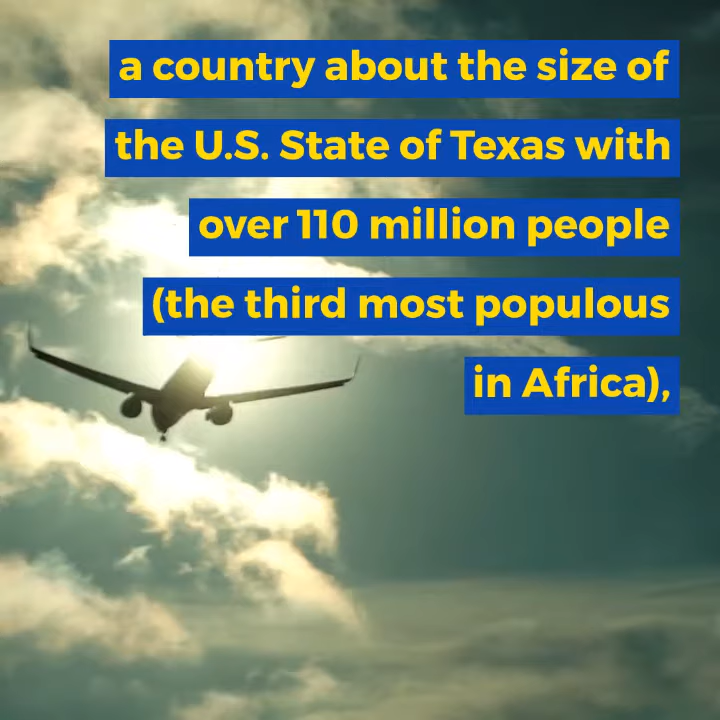 a country about the size of
the U.S. State of Texas with
over 110 million people
(the third most populous
in Africa),